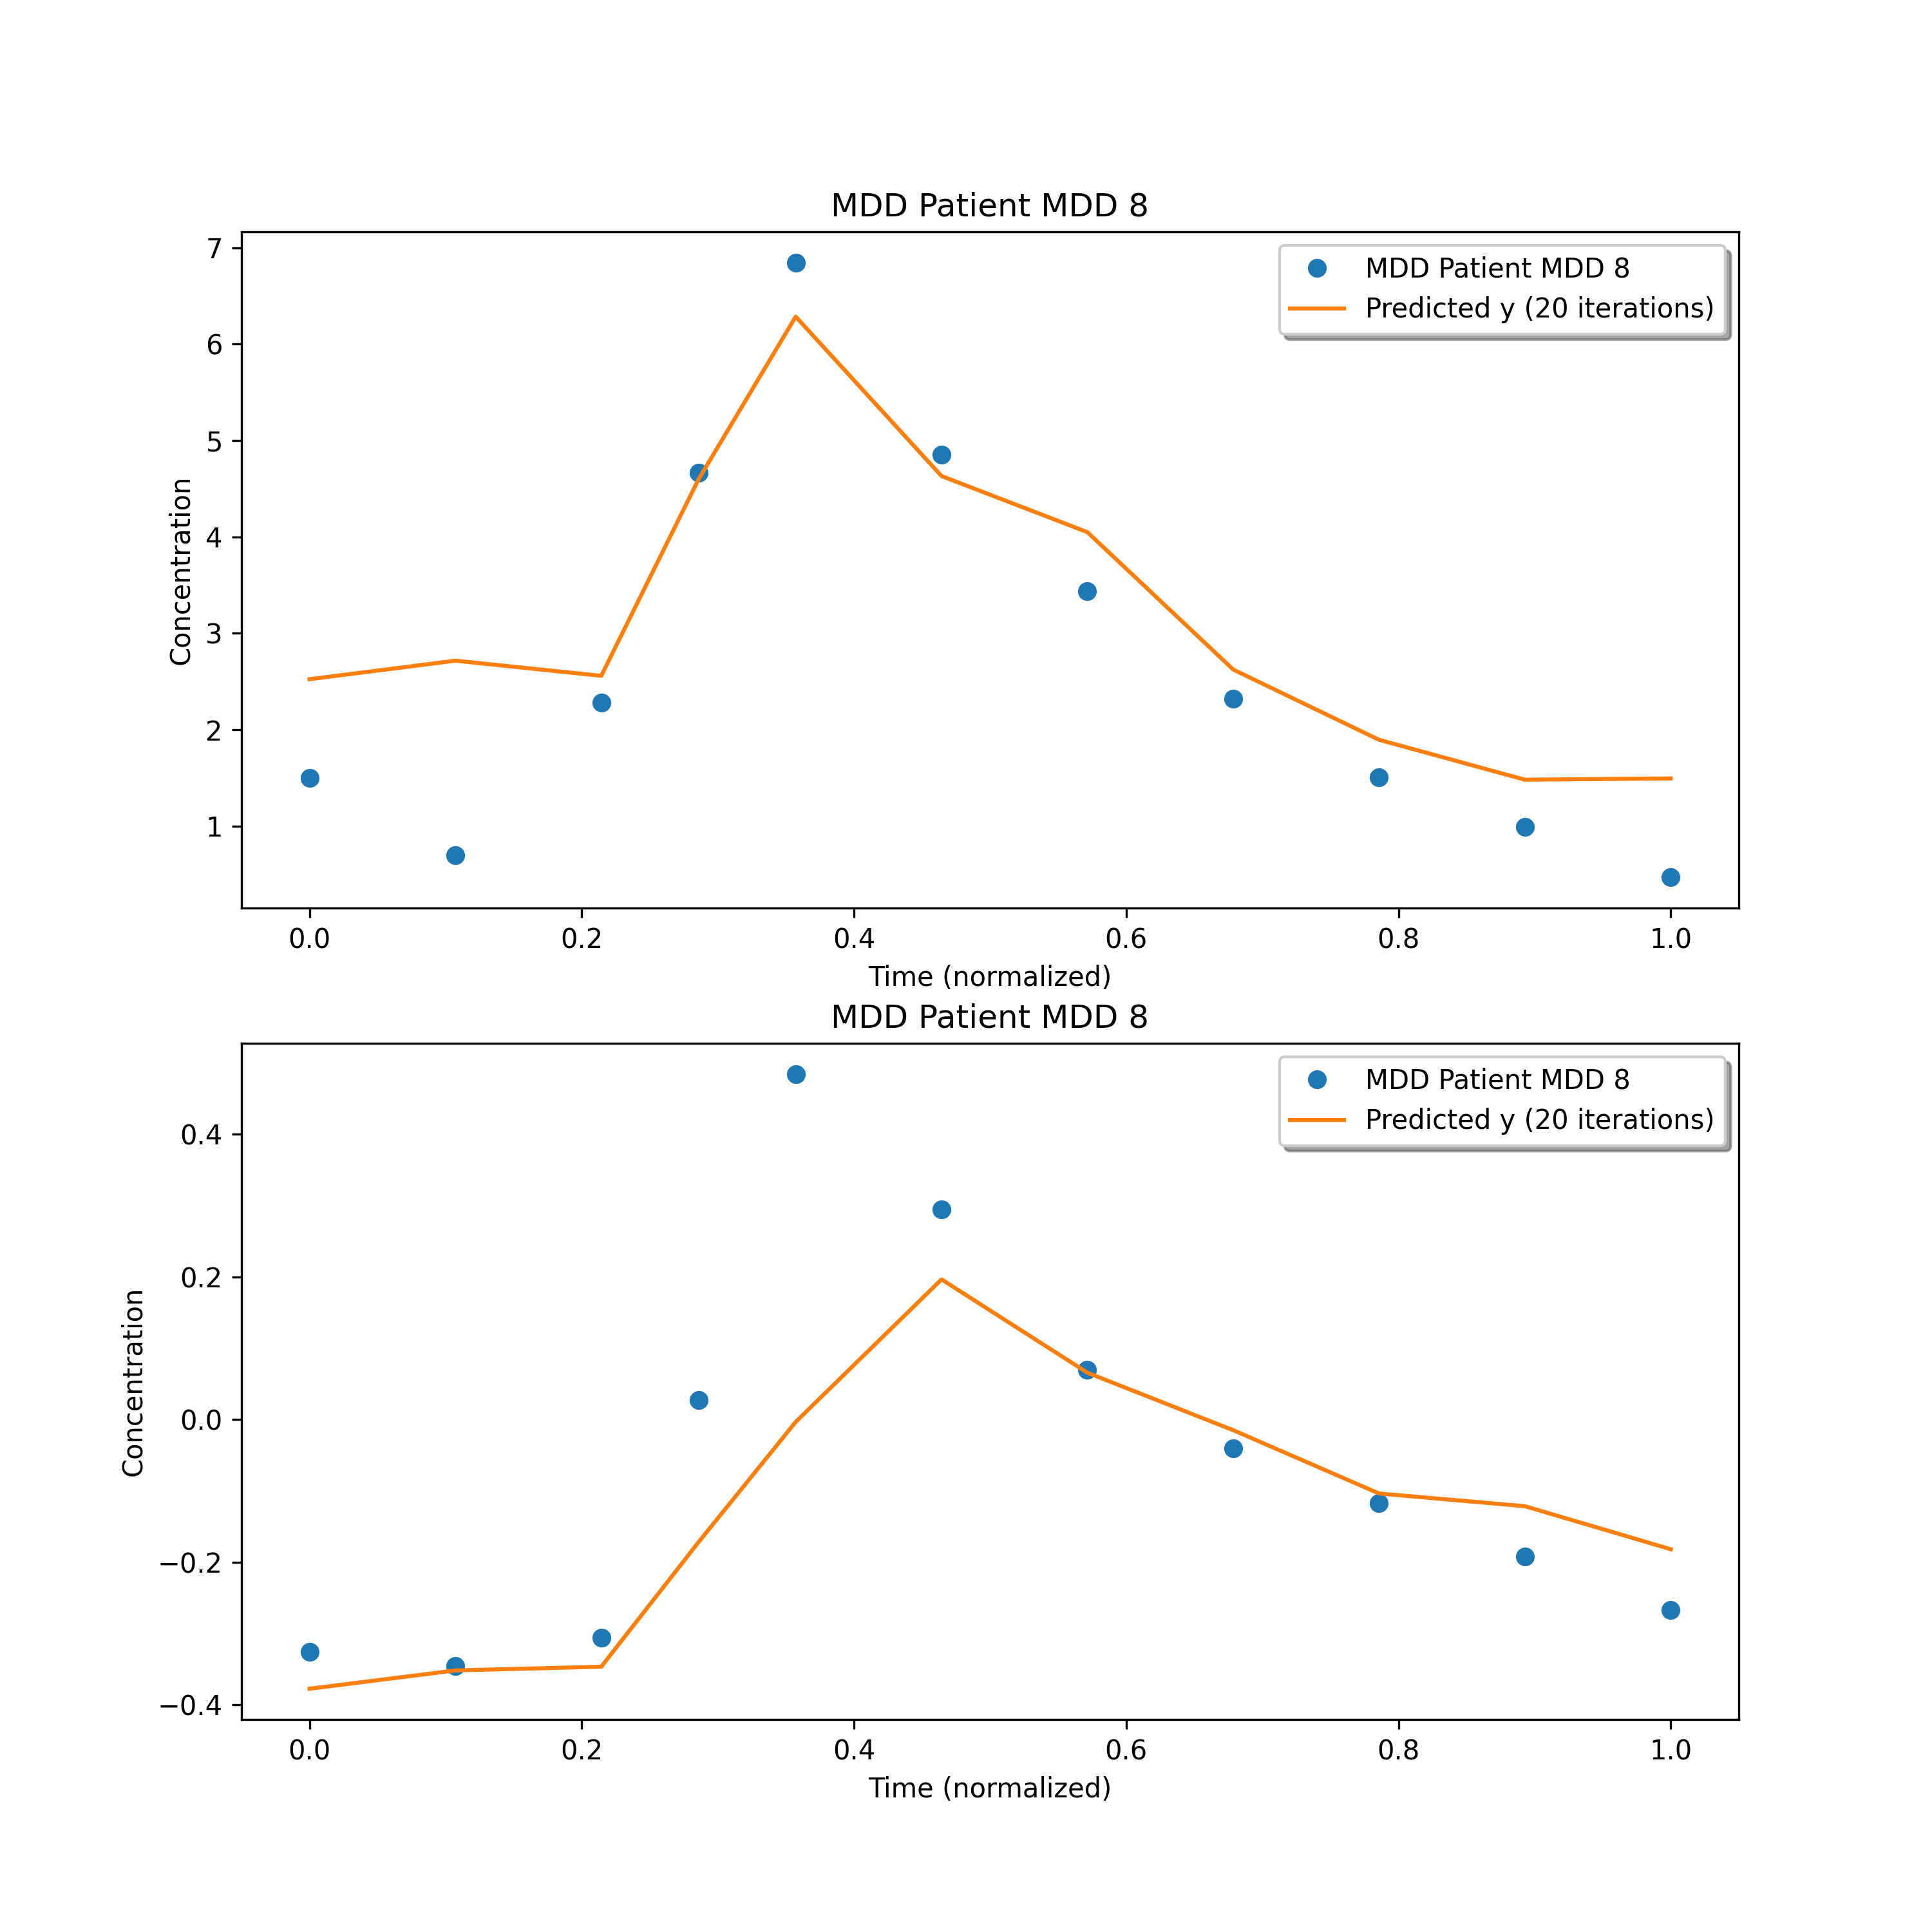 MDD Patient MDD 8
7
6
5
4
3
2
1
Concentration
MDD Patient MDD 8
Predicted y (20 iterations)
0.0 0.2 0.4 0.6 0.8 1.0
Time (normalized)
MDD Patient MDD 8
0.4
0.2
0.0
−0.2
−0.4
Concentration
MDD Patient MDD 8
Predicted y (20 iterations)
0.0 0.2 0.4 0.6 0.8 1.0
Time (normalized)